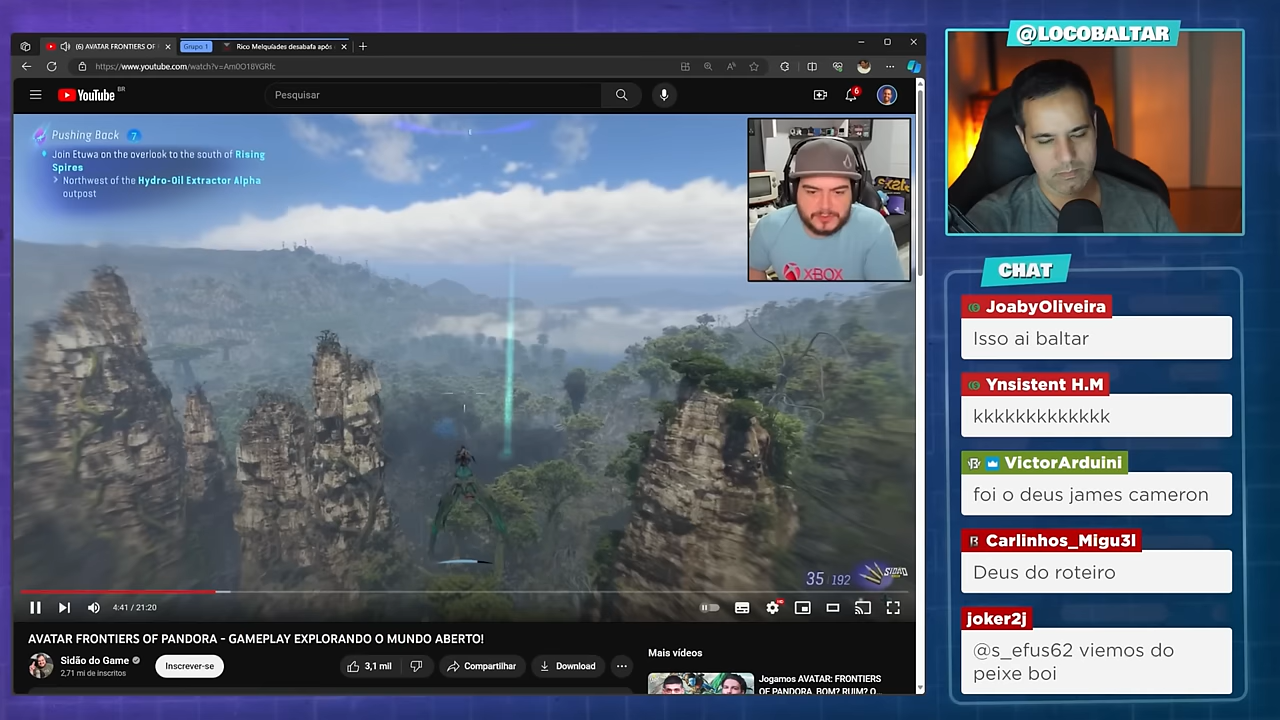 (6) AVATAR FRONTIERS OF
Grupo 1
Rico Melquíades desabafa após
https://www.youtube.com/watch?v=Am0O18YGRfc
YouTube BR
Pesquisar
6
Pushing Back 7
Join Etuwa on the overlook to the south of Rising
Spires
Northwest of the Hydro-Oil Extractor Alpha
outpost
XBOX
35 192
SIDÃO
4:41 / 21:20
AVATAR FRONTIERS OF PANDORA - GAMEPLAY EXPLORANDO O MUNDO ABERTO!
Sidão do Game
2,71 mi de inscritos
Inscrever-se
3,1 mil
Compartilhar
Download
Mais vídeos
Jogamos AVATAR: FRONTIERS
OF PANDORA. BOM? RUIM? O
@LOCOBALTAR
CHAT
JoabyOliveira
Isso ai baltar
Ynsistent H.M
kkkkkkkkkkkkk
VictorArduini
foi o deus james cameron
Carlinhos_Migu3l
Deus do roteiro
joker2j
@s_efus62 viemos do
peixe boi